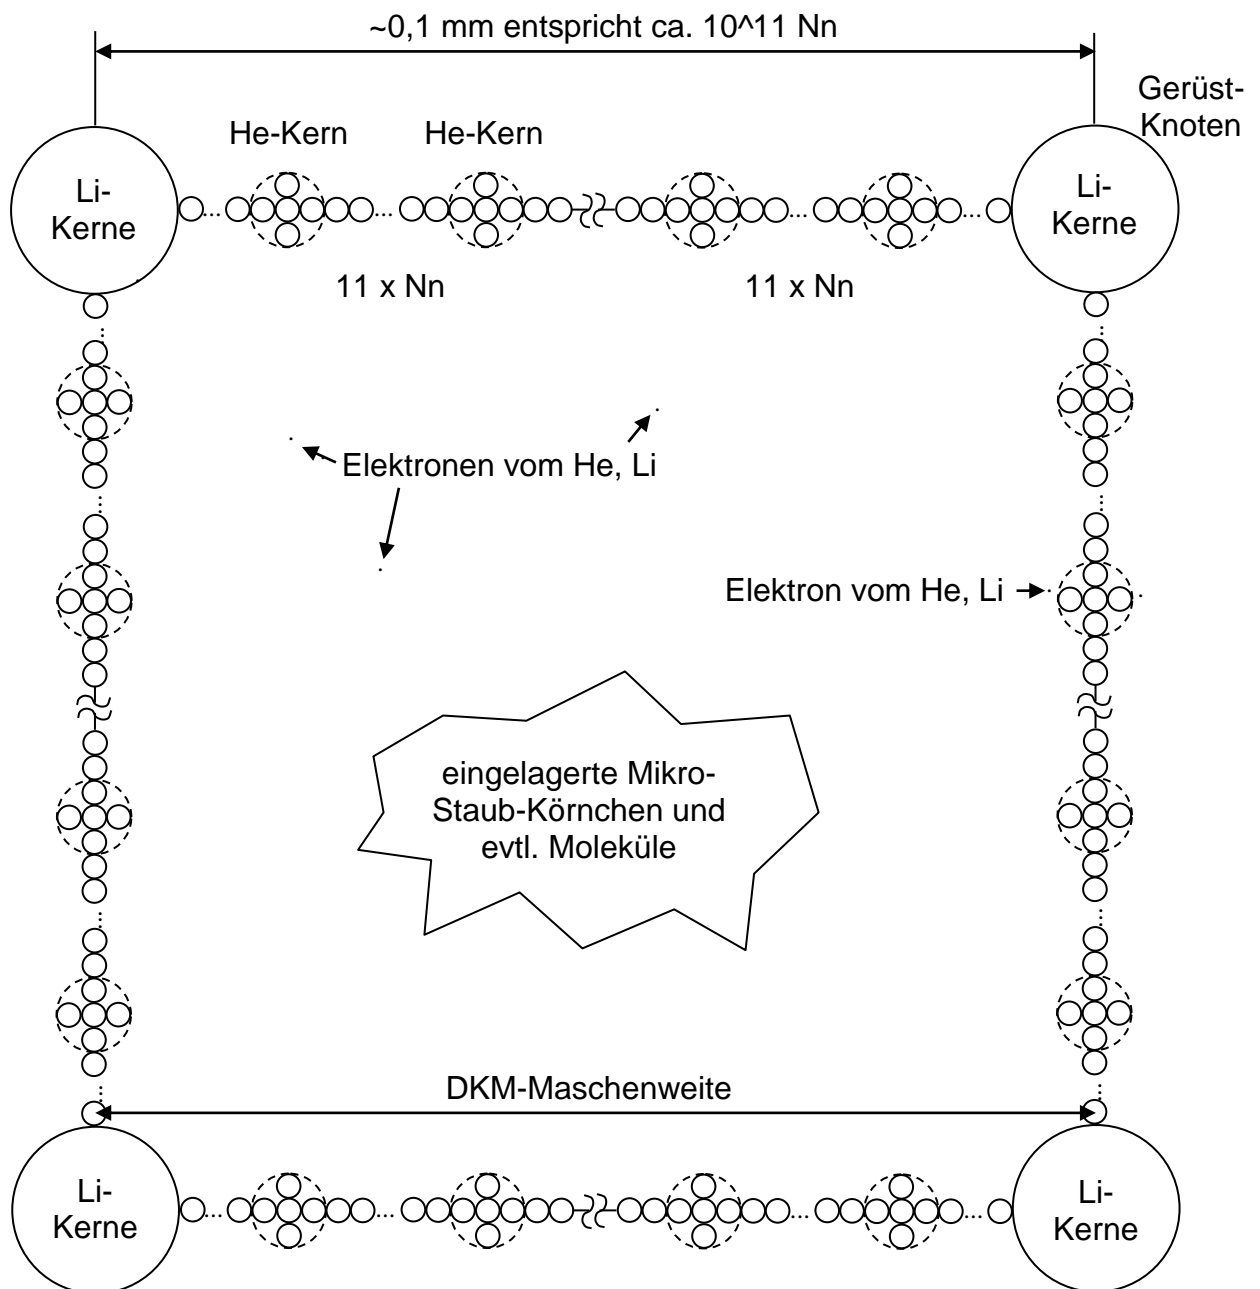 ~0,1 mm entspricht ca. 10^11 Nn
Gerüst-
Knoten
He-Kern
He-Kern
Li-
Kerne
Li-
Kerne
11 x Nn
11 x Nn
Elektronen vom He, Li
Elektron vom He, Li
eingelagerte Mikro-
Staub-Körnchen und
evtl. Moleküle
DKM-Maschenweite
Li-
Kerne
Li-
Kerne